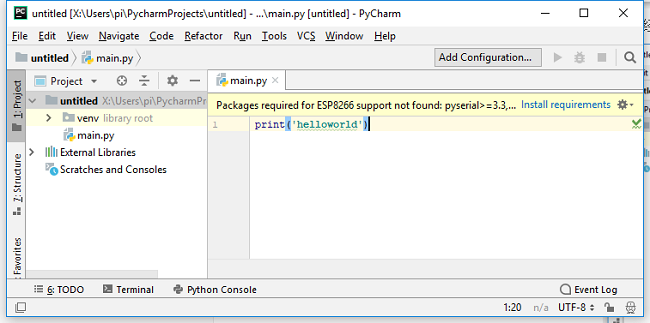 untitled [X:\Users\pi\PycharmProjects\untitled] - ...\main.py [untitled] - PyCharm
File Edit View Navigate Code Refactor Run Tools VCS Window Help
untitled main.py Add Configuration...
Project main.py
untitled X:\Users\pi\PycharmPr
Packages required for ESP8266 support not found: pyserial>=3.3,... Install requirements
venv library root
1 print('helloworld')
main.py
External Libraries
Scratches and Consoles
1: Project
7: Structure
Favorites
6: TODO Terminal Python Console Event Log
1:20 n/a UTF-8